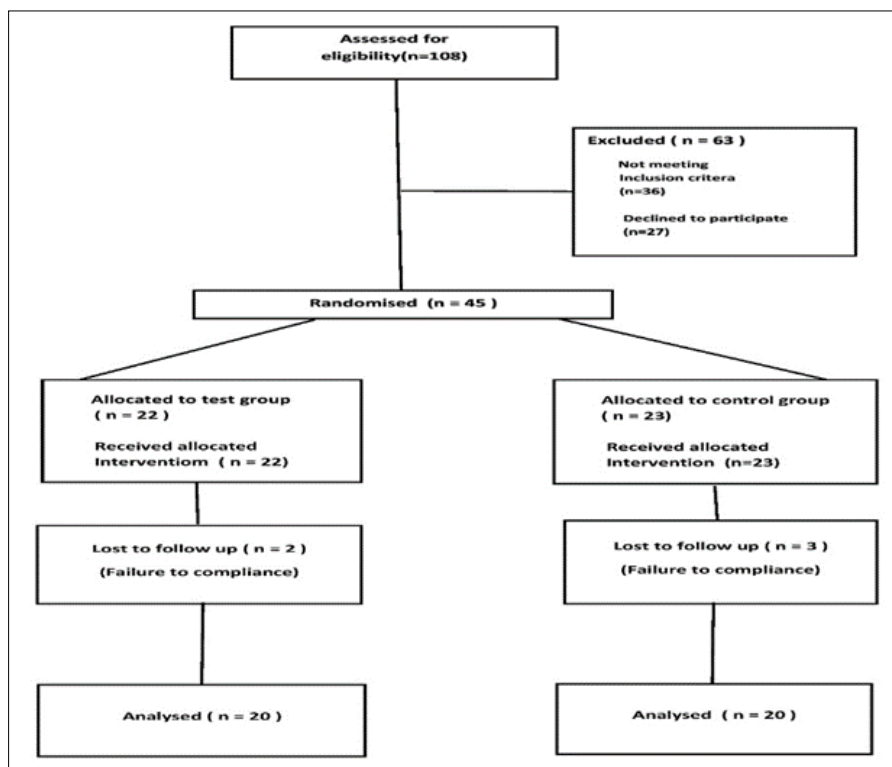 Assessed for
eligibility(n=108)
Excluded ( n = 63 )
Not meeting
Inclusion critera
(n=36)
Declined to participate
(n=27)
Randomised  (n = 45 )
Allocated to test group
( n = 22 )
Received allocated
Interventiom  ( n = 22)
Allocated to control group
( n = 23)
Received allocated
Intervention  (n=23)
Lost to follow up ( n = 2 )
(Failure to compliance)
Lost to follow up ( n = 3 )
(Failure to compliance)
Analysed ( n = 20 )
Analysed  ( n = 20 )